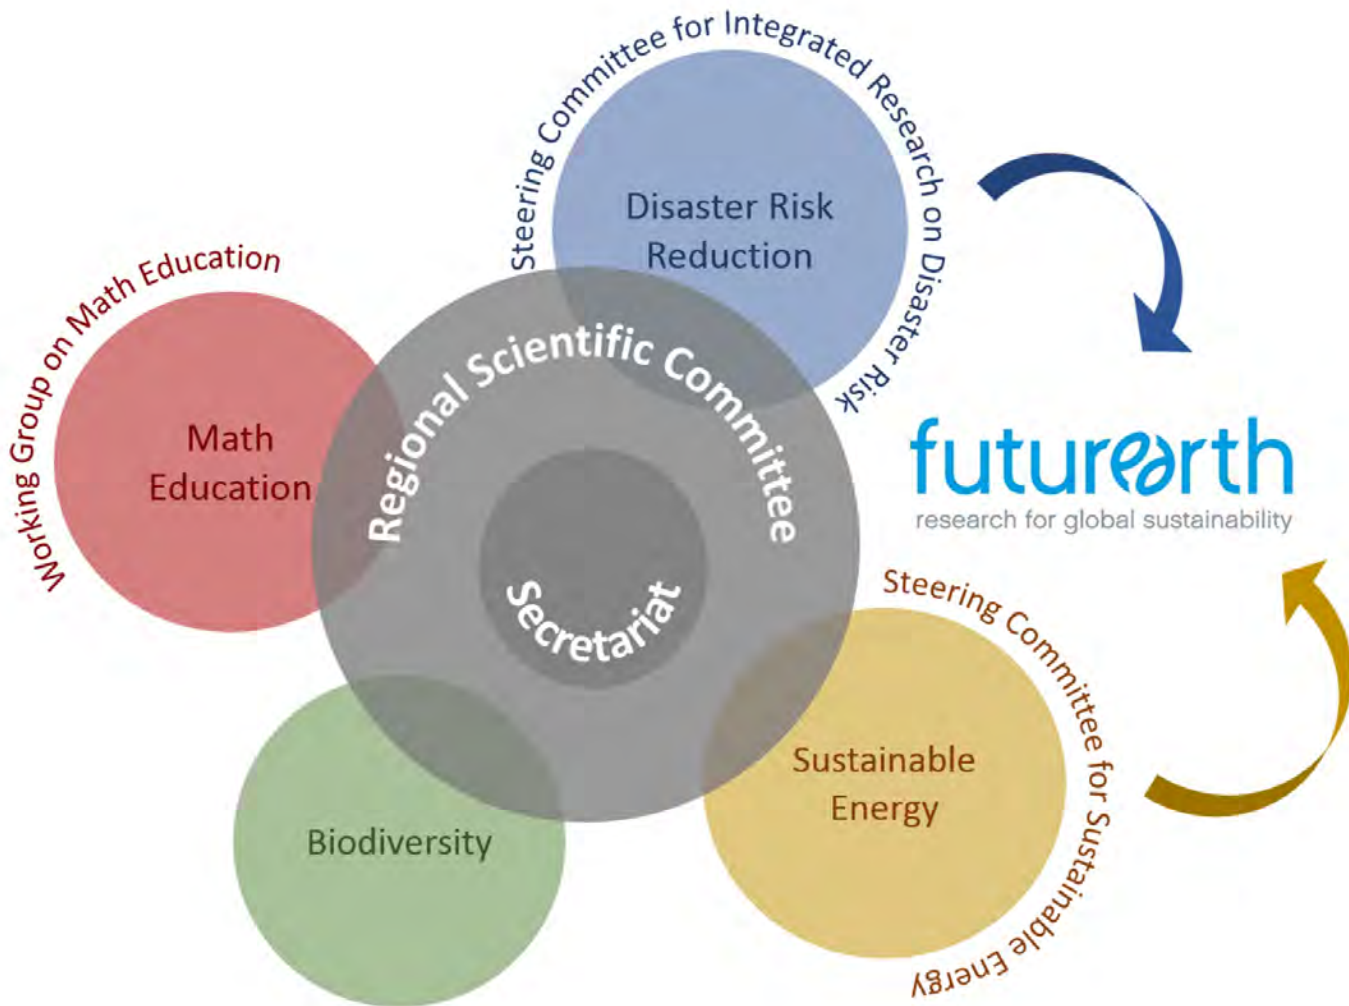 Steering Committee for Integrated Research on Disaster Risk
Disaster Risk
Reduction
Working Group on Math Education
Math
Education
Regional Scientific Committee
Secretariat
futurearth
research for global sustainability
Steering Committee for Sustainable Energy
Sustainable
Energy
Biodiversity